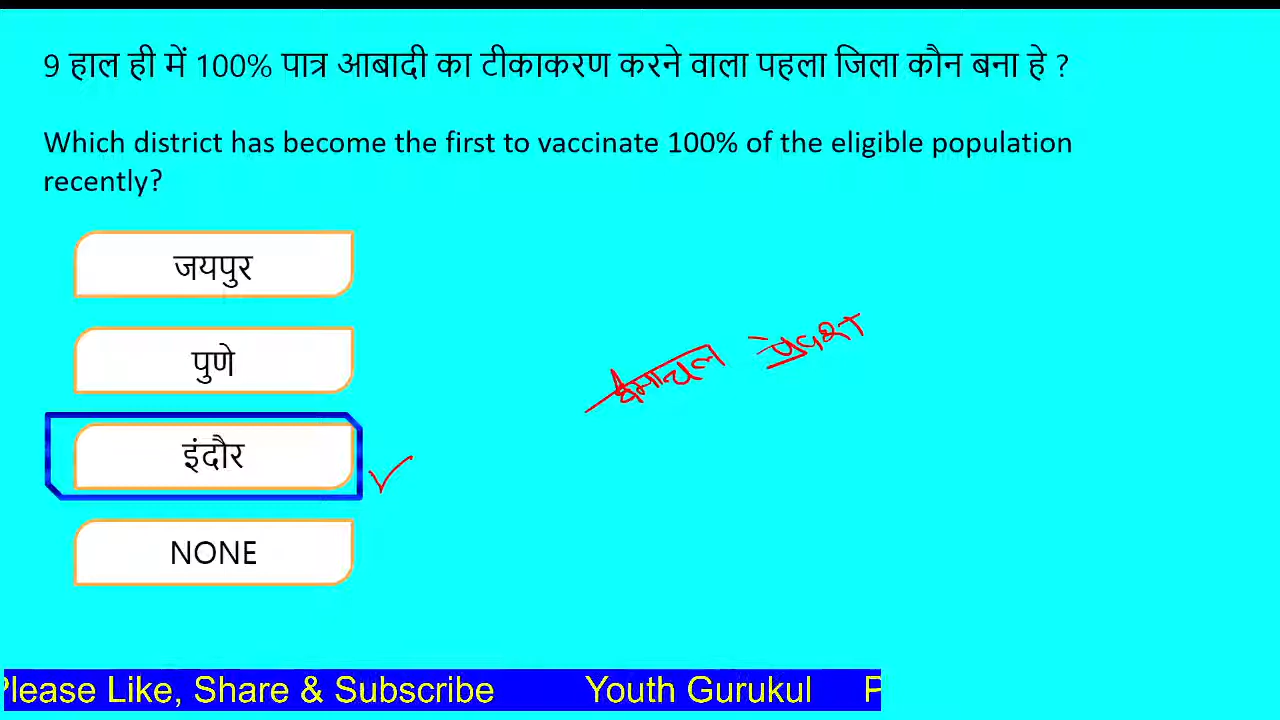 9 हाल ही में 100% पात्र आबादी का टीकाकरण करने वाला पहला जिला कौन बना हे ?
Which district has become the first to vaccinate 100% of the eligible population
recently?
जयपुर
पुणे
इंदौर
NONE
Please Like, Share & Subscribe Youth Gurukul P